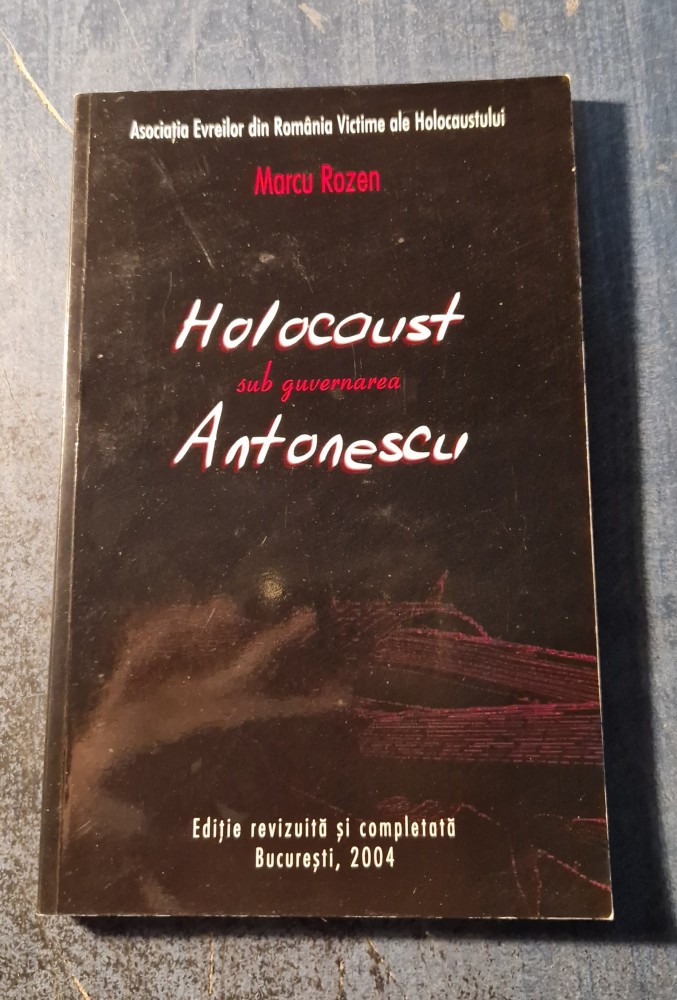 Asociația Evreilor din România Victime ale Holocaustului
Marcu Rozen
Holocaust
sub guvernarea
Antonescu
Ediție revizuită și completată
București, 2004